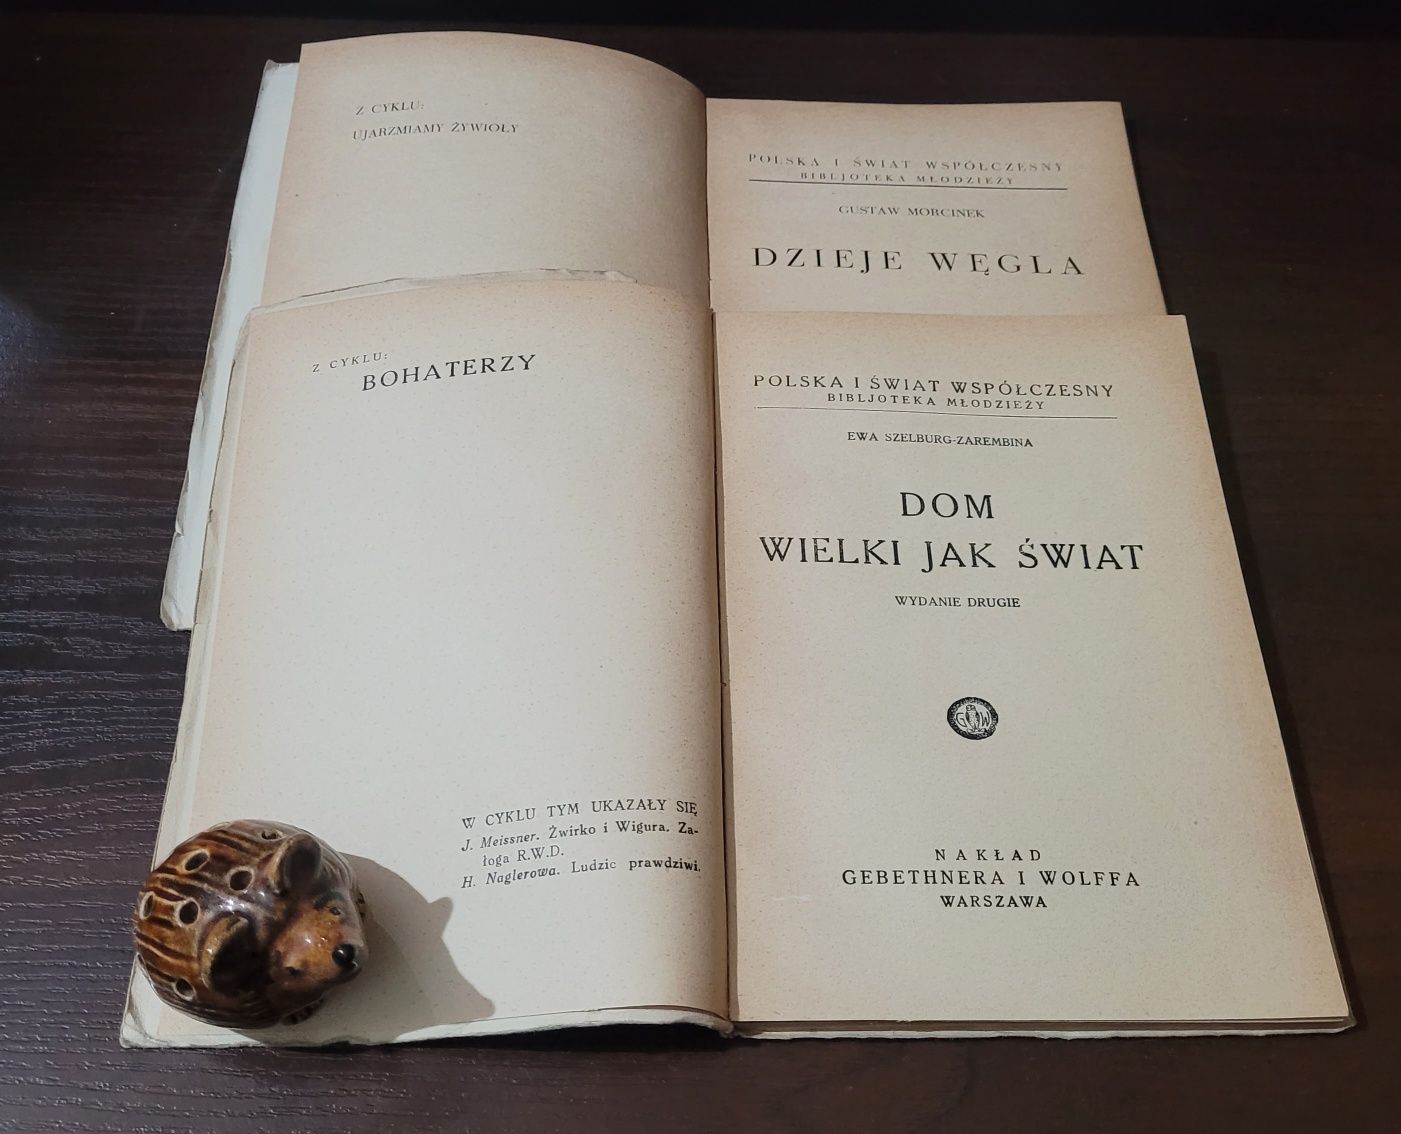 Z CYKLU:
UJARZMIAMY ŻYWIOŁY
POLSKA I ŚWIAT WSPÓŁCZESNY
BIBLJOTEKA MŁODZIEŻY
GUSTAW MORCINEK
DZIEJE WĘGLA
Z CYKLU:
BOHATERZY
W CYKLU TYM UKAZAŁY SIĘ
J. Meissner. Żwirko i Wigura. Za-
łoga R.W.D.
H. Naglerowa. Ludzie prawdziwi.
POLSKA I ŚWIAT WSPÓŁCZESNY
BIBLJOTEKA MŁODZIEŻY
EWA SZELBURG-ZAREMBINA
DOM
WIELKI JAK ŚWIAT
WYDANIE DRUGIE
G W
NAKŁAD
GEBETHNERA I WOLFFA
WARSZAWA